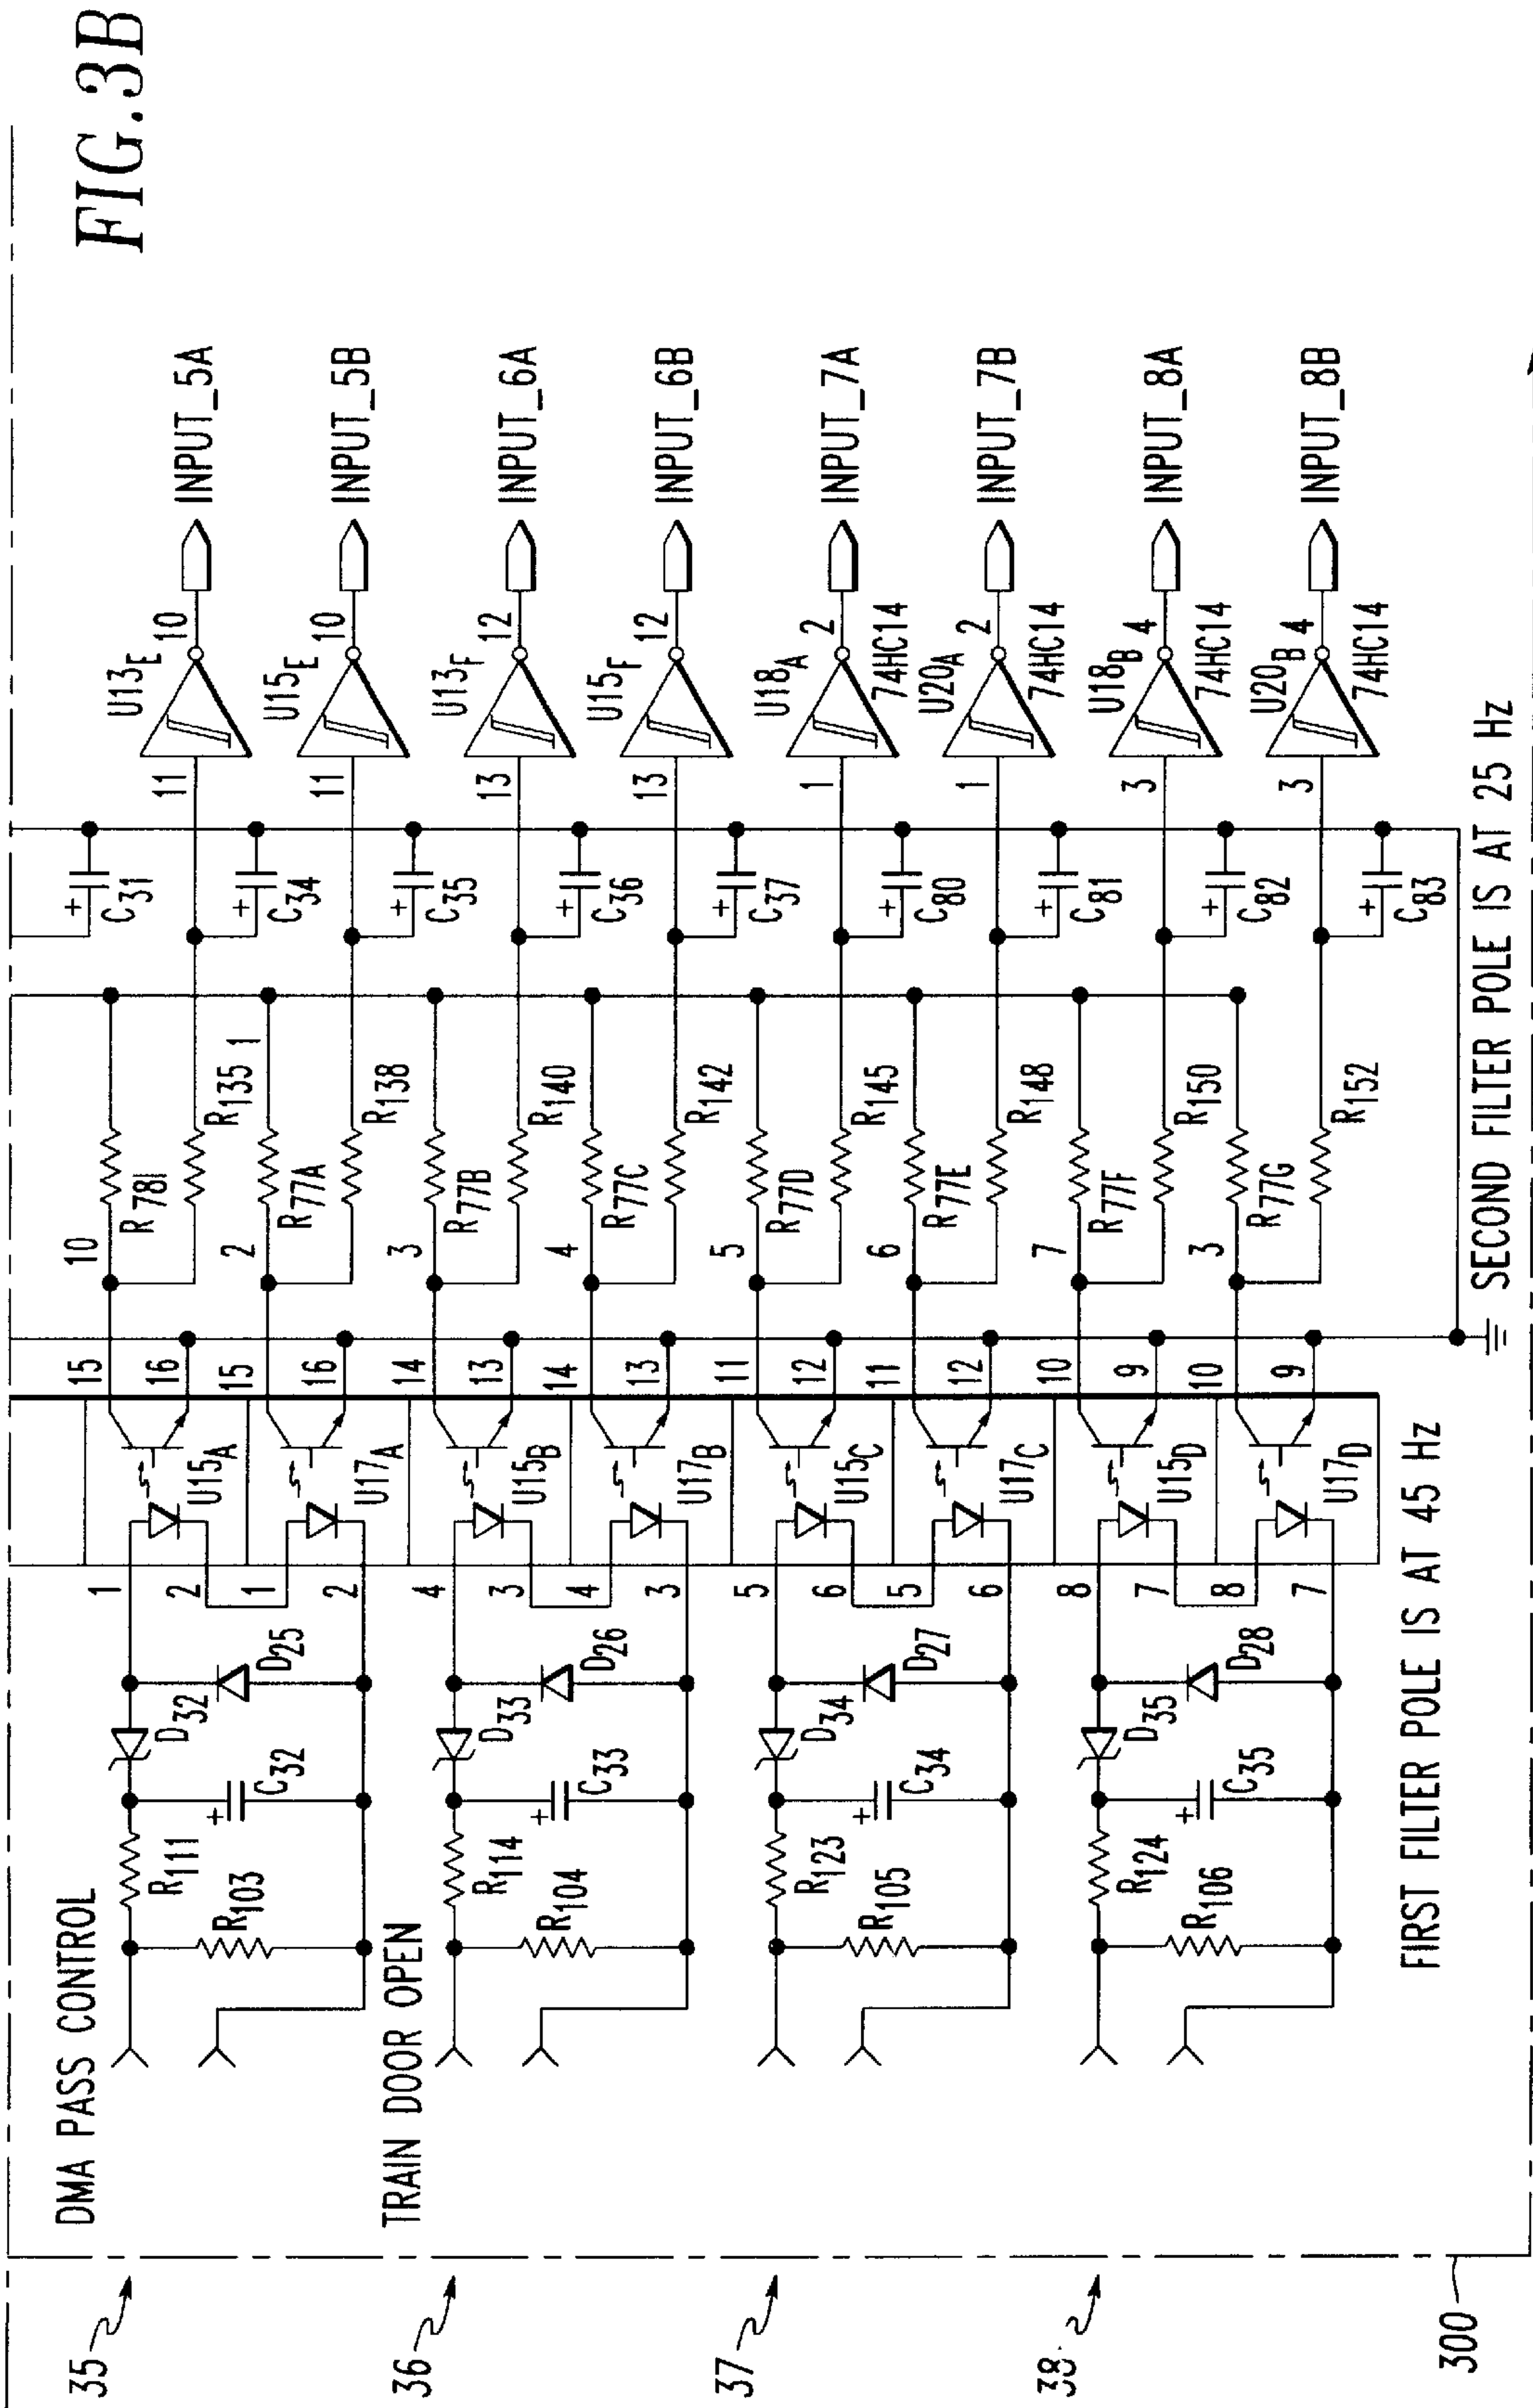 FIG.3B
35
DMA PASS CONTROL
R111
R103
C32
+
D32
D25
1
2
1
2
U15A
U17A
15
16
15
16
10
R78I
R135
2
R77A
1
R138
+
C31
+
C34
+
C35
11
U13E
10
INPUT_5A
11
U15E
10
INPUT_5B
36
TRAIN DOOR OPEN
R114
R104
C33
+
D33
D26
4
3
4
3
U15B
U17B
14
13
14
13
3
R77B
R140
4
R77C
R142
+
C36
+
C37
13
U13F
12
INPUT_6A
13
U15F
12
INPUT_6B
37
R123
R105
C34
+
D34
D27
5
6
5
6
U15C
U17C
11
12
11
12
5
R77D
R145
6
R77E
R148
+
C80
+
C81
1
U18A
2
74HC14
INPUT_7A
1
U20A
2
74HC14
INPUT_7B
38
R124
R106
C35
+
D35
D28
8
7
8
7
U15D
U17D
10
9
10
9
7
R77F
R150
3
R77G
R152
+
C82
+
C83
3
U18B
4
74HC14
INPUT_8A
3
U20B
4
74HC14
INPUT_8B
FIRST FILTER POLE IS AT 45 Hz
SECOND FILTER POLE IS AT 25 Hz
300